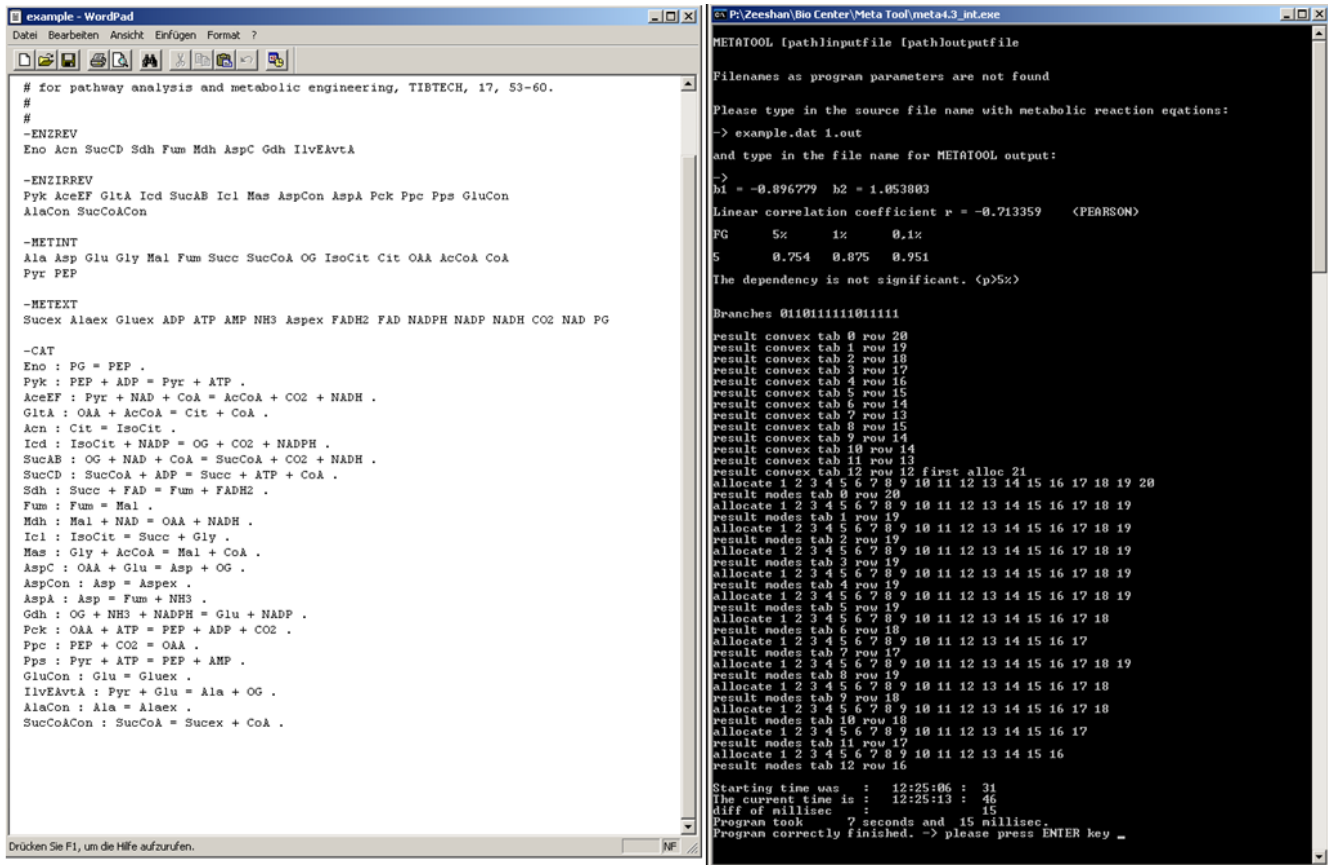 example - WordPad
Datei Bearbeiten Ansicht Einfügen Format ?
# for pathway analysis and metabolic engineering, TIBTECH, 17, 53-60.
#
#
-ENZREV
Eno Acn SucCD Sdh Fum Mdh AspC Gdh IlvEAvtA
-ENZIRREV
Pyk AceEF GltA Icd SucAB Icl Mas AspCon AspA Pck Ppc Pps GluCon
AlaCon SucCoACon
-METINT
Ala Asp Glu Gly Mal Fum Succ SucCoA OG IsoCit Cit OAA AcCoA CoA
Pyr PEP
-METEXT
Sucex Alaex Gluex ADP ATP AMP NH3 Aspex FADH2 FAD NADPH NADP NADH CO2 NAD PG
-CAT
Eno : PG = PEP .
Pyk : PEP + ADP = Pyr + ATP .
AceEF : Pyr + NAD + CoA = AcCoA + CO2 + NADH .
GltA : OAA + AcCoA = Cit + CoA .
Acn : Cit = IsoCit .
Icd : IsoCit + NADP = OG + CO2 + NADPH .
SucAB : OG + NAD + CoA = SucCoA + CO2 + NADH .
SucCD : SucCoA + ADP = Succ + ATP + CoA .
Sdh : Succ + FAD = Fum + FADH2 .
Fum : Fum = Mal .
Mdh : Mal + NAD = OAA + NADH .
Icl : IsoCit = Succ + Gly .
Mas : Gly + AcCoA = Mal + CoA .
AspC : OAA + Glu = Asp + OG .
AspCon : Asp = Aspex .
AspA : Asp = Fum + NH3 .
Gdh : OG + NH3 + NADPH = Glu + NADP .
Pck : OAA + ATP = PEP + ADP + CO2 .
Ppc : PEP + CO2 = OAA .
Pps : Pyr + ATP = PEP + AMP .
GluCon : Glu = Gluex .
IlvEAvtA : Pyr + Glu = Ala + OG .
AlaCon : Ala = Alaex .
SucCoACon : SucCoA = Sucex + CoA .
Drücken Sie F1, um die Hilfe aufzurufen.
NF
P:\Zeeshan\Bio Center\Meta Tool\meta4.3_int.exe
METATOOL [path]inputfile [path]outputfile
Filenames as program parameters are not found
Please type in the source file name with metabolic reaction eqations:
-> example.dat 1.out
and type in the file name for METATOOL output:
->
b1 = -0.896779 b2 = 1.053803
Linear correlation coefficient r = -0.713359 (PEARSON)
FG 5% 1% 0,1%
5 0.754 0.875 0.951
The dependency is not significant. (p>5%)
Branches 0110111111011111
result convex tab 0 row 20
result convex tab 1 row 19
result convex tab 2 row 18
result convex tab 3 row 17
result convex tab 4 row 16
result convex tab 5 row 15
result convex tab 6 row 14
result convex tab 7 row 13
result convex tab 8 row 15
result convex tab 9 row 14
result convex tab 10 row 14
result convex tab 11 row 13
result convex tab 12 row 12 first alloc 21
allocate 1 2 3 4 5 6 7 8 9 10 11 12 13 14 15 16 17 18 19 20
result modes tab 0 row 20
allocate 1 2 3 4 5 6 7 8 9 10 11 12 13 14 15 16 17 18 19
result modes tab 1 row 19
allocate 1 2 3 4 5 6 7 8 9 10 11 12 13 14 15 16 17 18 19
result modes tab 2 row 19
allocate 1 2 3 4 5 6 7 8 9 10 11 12 13 14 15 16 17 18 19
result modes tab 3 row 19
allocate 1 2 3 4 5 6 7 8 9 10 11 12 13 14 15 16 17 18 19
result modes tab 4 row 19
allocate 1 2 3 4 5 6 7 8 9 10 11 12 13 14 15 16 17 18 19
result modes tab 5 row 19
allocate 1 2 3 4 5 6 7 8 9 10 11 12 13 14 15 16 17 18
result modes tab 6 row 18
allocate 1 2 3 4 5 6 7 8 9 10 11 12 13 14 15 16 17
result modes tab 7 row 17
allocate 1 2 3 4 5 6 7 8 9 10 11 12 13 14 15 16 17 18 19
result modes tab 8 row 19
allocate 1 2 3 4 5 6 7 8 9 10 11 12 13 14 15 16 17 18
result modes tab 9 row 18
allocate 1 2 3 4 5 6 7 8 9 10 11 12 13 14 15 16 17 18
result modes tab 10 row 18
allocate 1 2 3 4 5 6 7 8 9 10 11 12 13 14 15 16 17
result modes tab 11 row 17
allocate 1 2 3 4 5 6 7 8 9 10 11 12 13 14 15 16
result modes tab 12 row 16
Starting time was : 12:25:06 : 31
The current time is : 12:25:13 : 46
diff of millisec : 15
Program took 7 seconds and 15 millisec.
Program correctly finished. -> please press ENTER key _